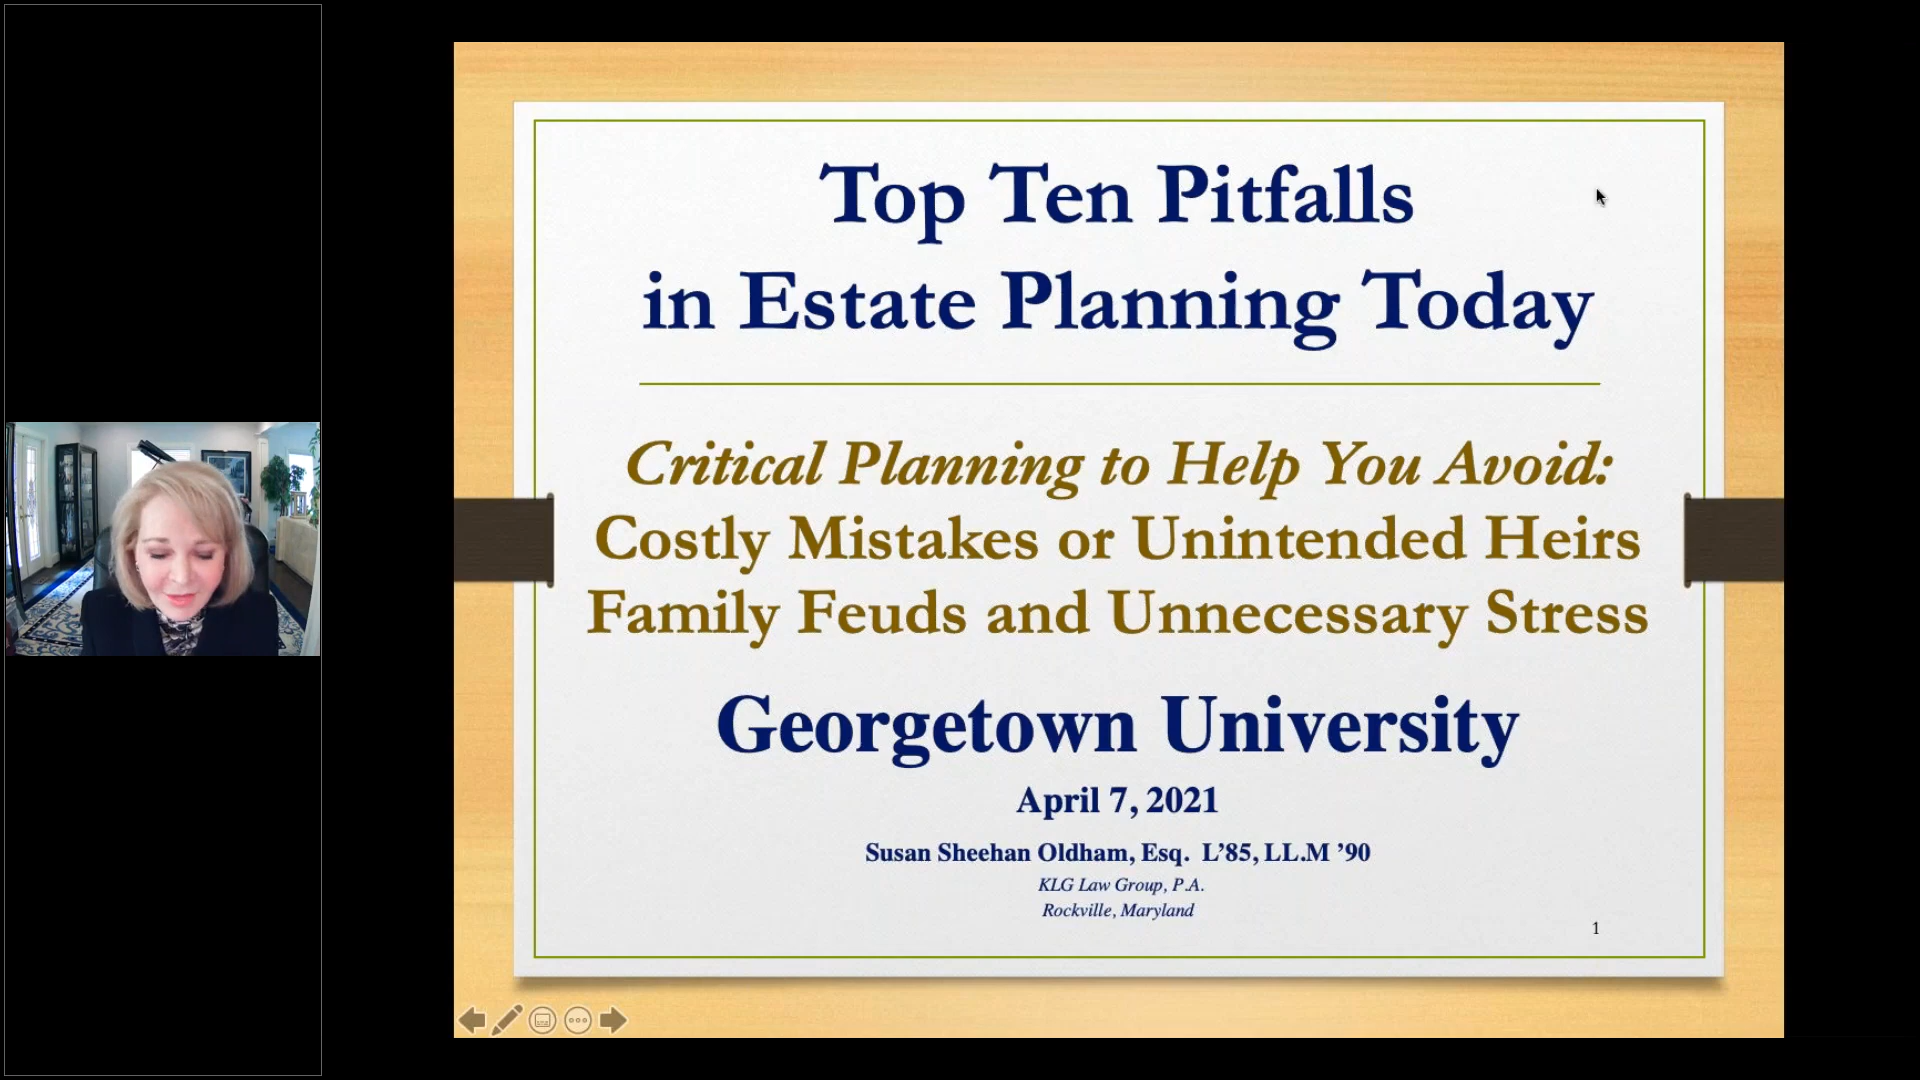 Top Ten Pitfalls
in Estate Planning Today
Critical Planning to Help You Avoid:
Costly Mistakes or Unintended Heirs
Family Feuds and Unnecessary Stress
Georgetown University
April 7, 2021
Susan Sheehan Oldham, Esq. L’85, LL.M ’90
KLG Law Group, P.A.
Rockville, Maryland
1